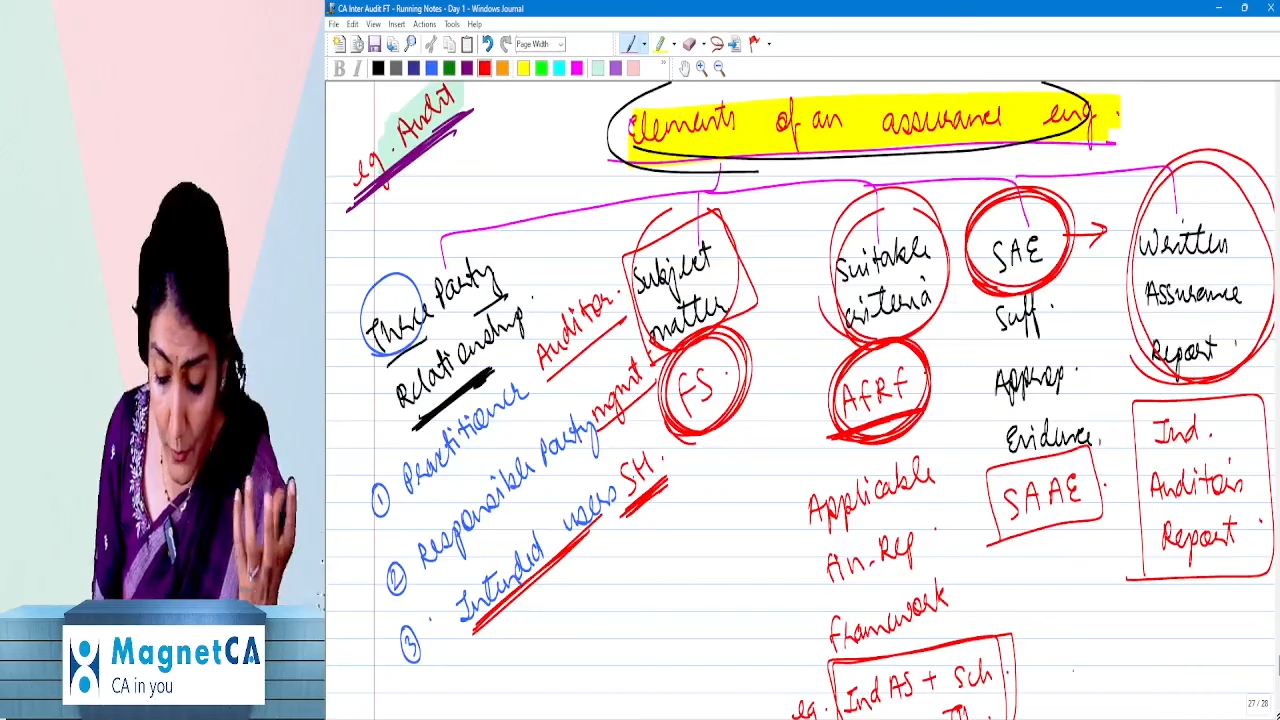 CA Inter Audit FT - Running Notes - Day 1 - Windows Journal
File Edit View Insert Actions Tools Help
Page Width
B I
eg. Audit
elements of an assurance eng.
Three Party
Relationship.
① Practitioner Auditor.
② Responsible Party mgmt
③ Intended users SH.
Subject
matter
FS
Suitable
criteria
AFRF
Applicable
Fin. Rep.
framework
eg. Ind AS + Sch
III
SAE
Suff.
Approp.
Evidence.
SAAE
Written
Assurance
Report.
Ind.
Auditor's
Report
MagnetCA
CA in you
27 / 28